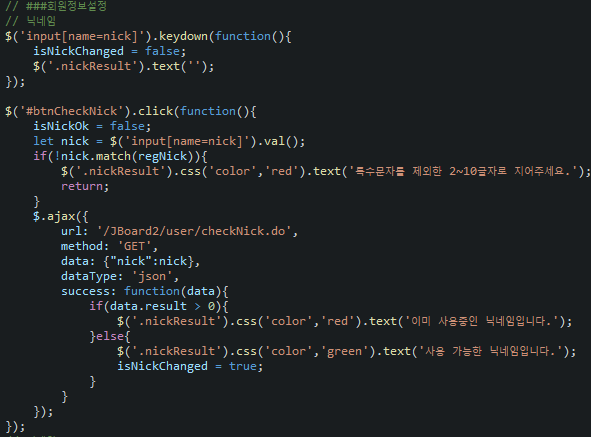 // ###회원정보설정
// 닉네임
$('input[name=nick]').keydown(function(){
    isNickChanged = false;
    $('.nickResult').text('');
});

$('#btnCheckNick').click(function(){
    isNickOk = false;
    let nick = $('input[name=nick]').val();
    if(!nick.match(regNick)){
        $('.nickResult').css('color','red').text('특수문자를 제외한 2~10글자로 지어주세요.');
        return;
    }
    $.ajax({
        url: '/JBoard2/user/checkNick.do',
        method: 'GET',
        data: {"nick":nick},
        dataType: 'json',
        success: function(data){
            if(data.result > 0){
                $('.nickResult').css('color','red').text('이미 사용중인 닉네임입니다.');
            }else{
                $('.nickResult').css('color','green').text('사용 가능한 닉네임입니다.');
                isNickChanged = true;
            }
        }
    });
});